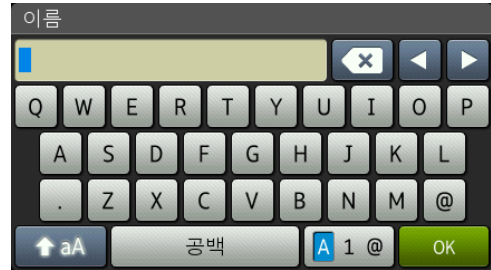 이름
Q W E R T Y U I O P
A S D F G H J K L
. Z X C V B N M @
aA 공백 A 1 @ OK